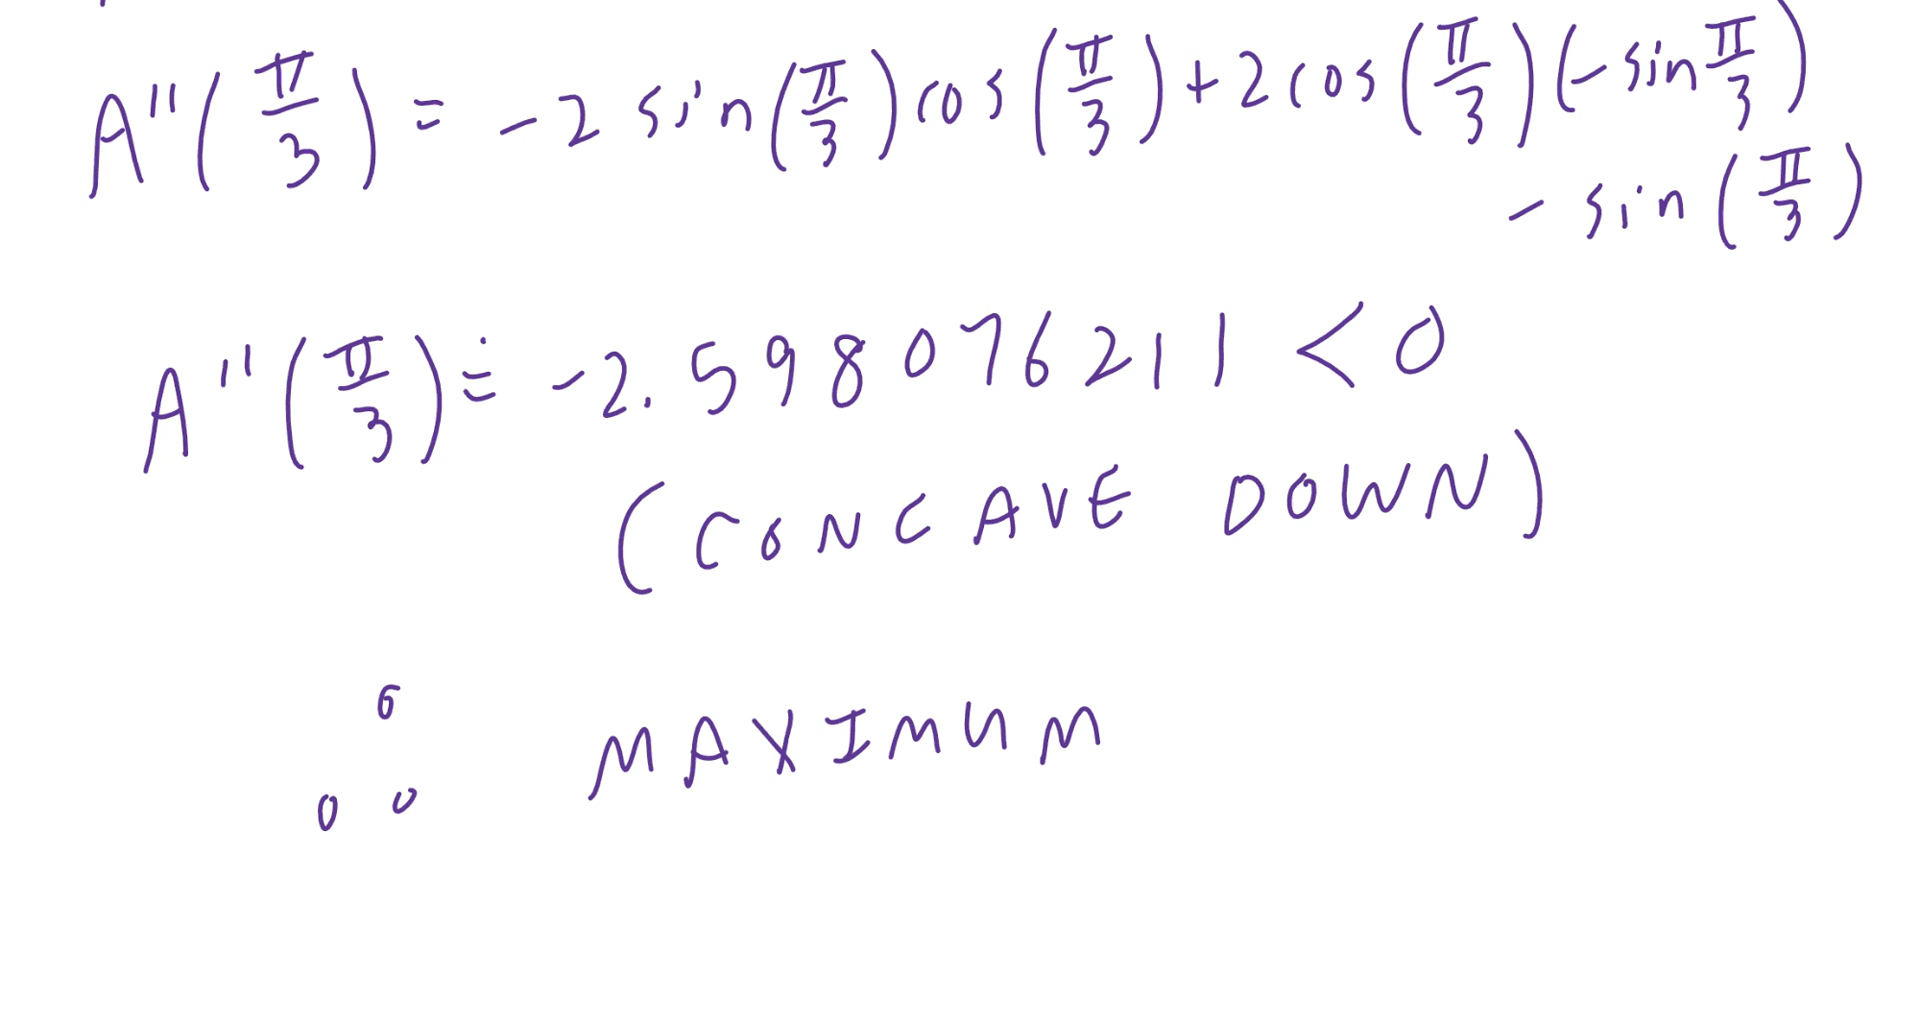 A''(π/3) = -2 sin(π/3) cos(π/3) + 2 cos(π/3)(- sin π/3)
- sin(π/3)
A''(π/3) ≐ -2.598076211 < 0
(CONCAVE DOWN)
∴ MAXIMUM